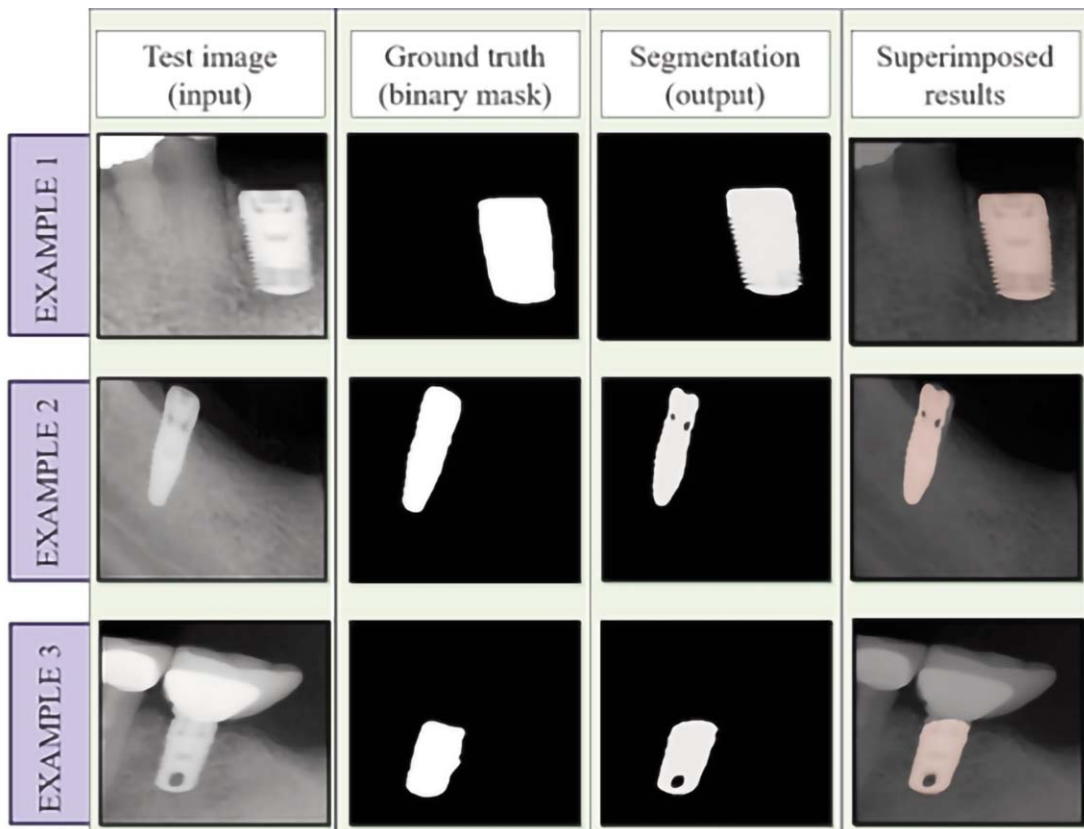 Test image
(input)
Ground truth
(binary mask)
Segmentation
(output)
Superimposed
results
EXAMPLE 1
EXAMPLE 2
EXAMPLE 3